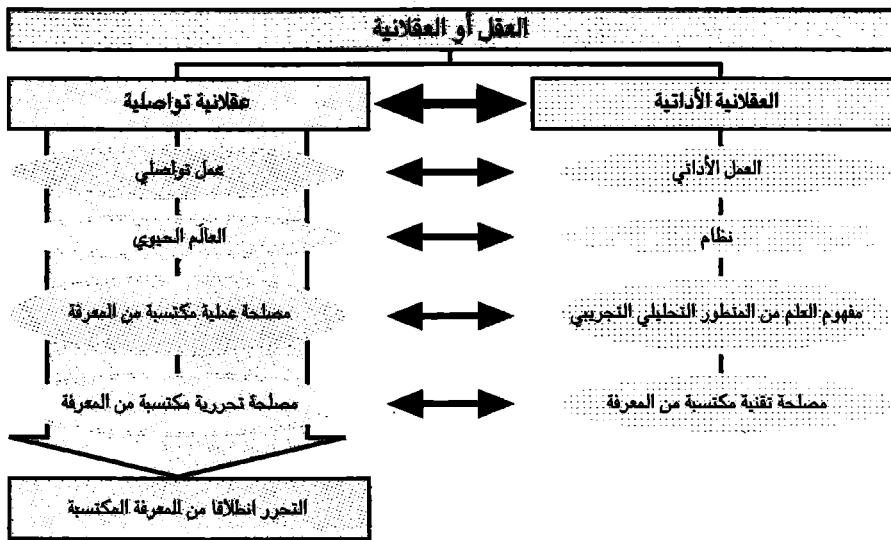 العقل أو العقلانية
العقلانية الأداتية
عقلانية تواصلية
العمل الأداتي
عمل تواصلي
نظام
العالَم الحيوي
مفهوم العلم من المنظور التحليلي التجريبي
مصلحة عملية مكتسبة من المعرفة
مصلحة تقنية مكتسبة من المعرفة
مصلحة تحررية مكتسبة من المعرفة
التحرر انطلاقا من المعرفة المكتسبة